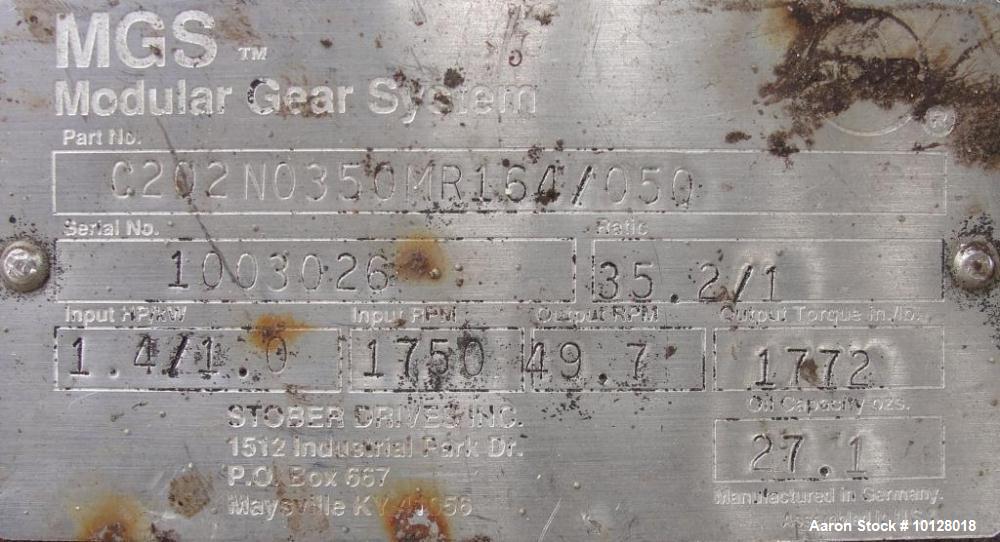 MGS ™
Modular Gear System
®
Part No.
C202N0350MR164/050
Serial No. Ratio
1003026 35.2/1
Input HP/kW Input RPM Output RPM Output Torque in./lb.
1.4/1.0 1750 49.7 1772
Oil Capacity ozs.
27.1
STOBER DRIVES INC.
1512 Industrial Park Dr.
P.O. Box 667
Maysville KY 41056
Manufactured in Germany.
Assembled in U.S.A.
Aaron Stock # 10128018